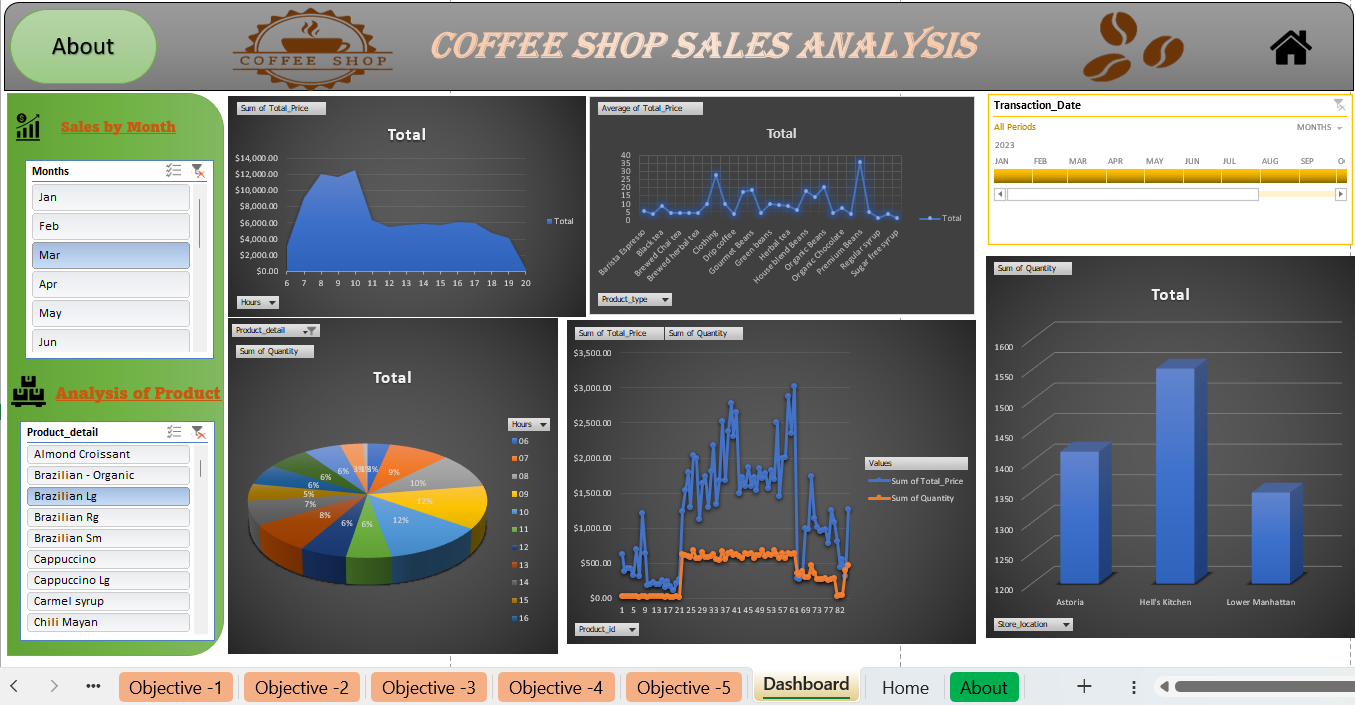 About
COFFEE SHOP
COFFEE SHOP SALES ANALYSIS
Sales by Month
Months
Jan
Feb
Mar
Apr
May
Jun
Analysis of Product
Product_detail
Almond Croissant
Brazilian - Organic
Brazilian Lg
Brazilian Rg
Brazilian Sm
Cappuccino
Cappuccino Lg
Carmel syrup
Chili Mayan
Sum of Total_Price
Total
$14,000.00
$12,000.00
$10,000.00
$8,000.00
$6,000.00
$4,000.00
$2,000.00
$0.00
6 7 8 9 10 11 12 13 14 15 16 17 18 19 20
Total
Hours
Average of Total_Price
Total
40
35
30
25
20
15
10
5
0
Barista Espresso
Black tea
Brewed Chai tea
Brewed herbal tea
Clothing
Drip coffee
Gourmet Beans
Green beans
Herbal tea
House blend Beans
Organic Beans
Organic Chocolate
Premium Beans
Regular syrup
Sugar free syrup
Total
Product_type
Transaction_Date
All Periods
MONTHS
2023
JAN FEB MAR APR MAY JUN JUL AUG SEP
Product_detail
Sum of Quantity
Total
Hours
06
07
08
09
10
11
12
13
14
15
16
9%
10%
12%
12%
6%
6%
8%
7%
5%
6%
6%
6%
Sum of Total_Price Sum of Quantity
$3,500.00
$3,000.00
$2,500.00
$2,000.00
$1,500.00
$1,000.00
$500.00
$0.00
1 5 9 13 17 21 25 29 33 37 41 45 49 53 57 61 69 73 77 82
Values
Sum of Total_Price
Sum of Quantity
Product_id
Sum of Quantity
Total
1600
1550
1500
1450
1400
1350
1300
1250
1200
Astoria Hell's Kitchen Lower Manhattan
Store_location
Objective -1 Objective -2 Objective -3 Objective -4 Objective -5 Dashboard Home About